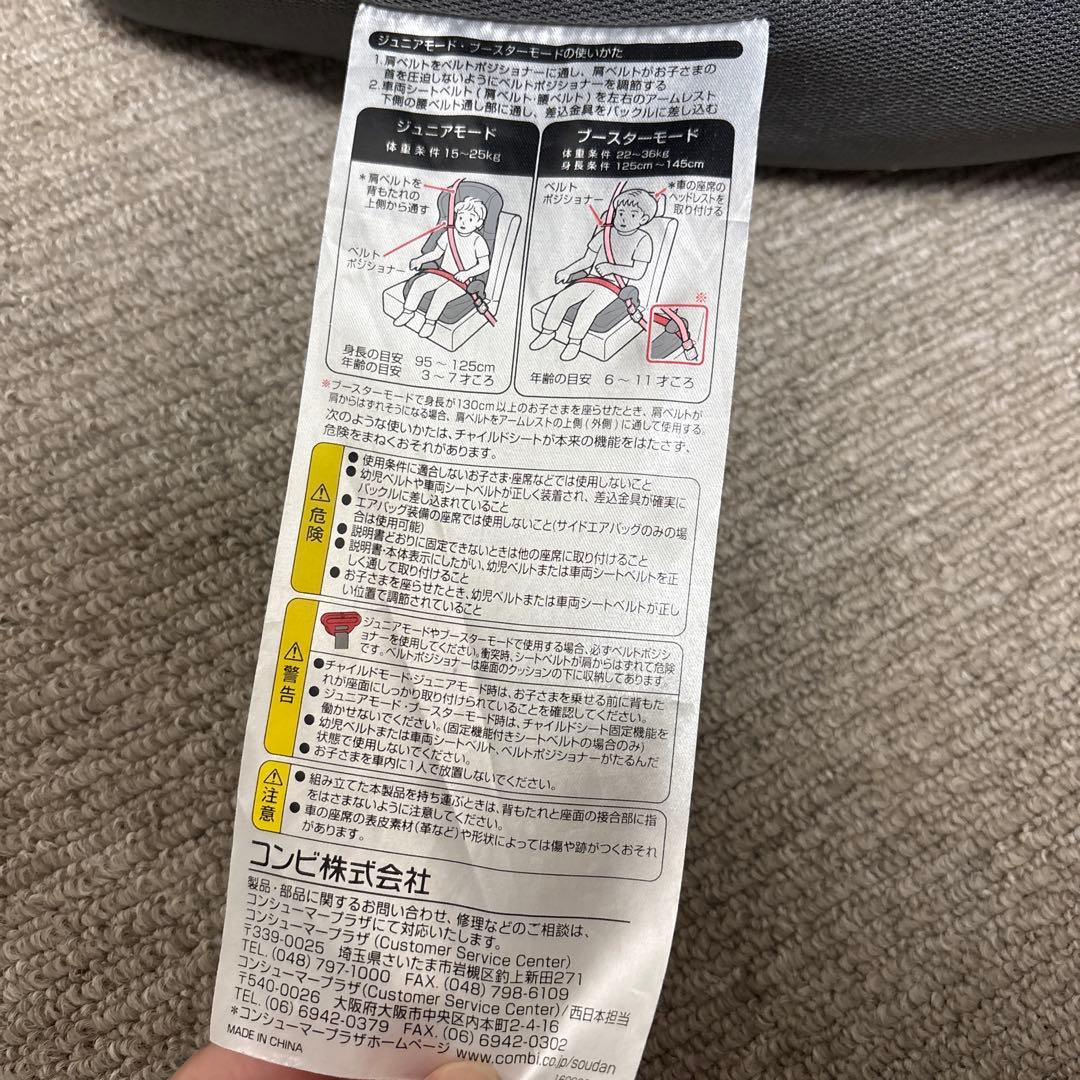 ジュニアモード・ブースターモードの使いかた
1.肩ベルトをベルトポジショナーに通し、肩ベルトがお子さまの
首を圧迫しないようにベルトポジショナーを調節する
2.車両シートベルト(肩ベルト・腰ベルト)を左右のアームレスト
下側の腰ベルト通し部に通し、差込金具をバックルに差し込む
ジュニアモード
体重条件 15~25kg
*肩ベルトを
背もたれの
上側から通す
ベルト
ポジショナー
身長の目安 95~125cm
年齢の目安 3~7才ころ
ブースターモード
体重条件 22~36kg
身長条件 125cm~145cm
ベルト
ポジショナー
*車の座席の
ヘッドレストを
取り付ける
※
年齢の目安 6~11才ころ
※ブースターモードで身長が130cm以上のお子さまを座らせたとき、肩ベルトが
肩からはずれそうになる場合、肩ベルトをアームレストの上側(外側)に通して使用する。
次のような使いかたは、チャイルドシートが本来の機能をはたさず、
危険をまねくおそれがあります。
危険
●使用条件に適合しないお子さま・座席などでは使用しないこと
●幼児ベルトや車両シートベルトが正しく装着され、差込金具が確実に
バックルに差し込まれていること
●エアバッグ装備の座席では使用しないこと(サイドエアバッグのみの場
合は使用可能)
●説明書どおりに固定できないときは他の座席に取り付けること
●説明書・本体表示にしたがい、幼児ベルトまたは車両シートベルトを正
しく通して取り付けること
●お子さまを座らせたとき、幼児ベルトまたは車両シートベルトが正し
い位置で調節されていること
警告
ジュニアモードやブースターモードで使用する場合、必ずベルトポジシ
ョナーを使用してください。衝突時、シートベルトが肩からはずれて危険
です。ベルトポジショナーは座面のクッションの下に収納してあります。
●チャイルドモード・ジュニアモード時は、お子さまを乗せる前に背もた
れが座面にしっかり取り付けられていることを確認してください。
●ジュニアモード・ブースターモード時は、チャイルドシート固定機能を
働かせないでください。(固定機能付きシートベルトの場合のみ)
●幼児ベルトまたは車両シートベルト、ベルトポジショナーがたるんだ
状態で使用しないでください。
●お子さまを車内に1人で放置しないでください。
注意
●組み立てた本製品を持ち運ぶときは、背もたれと座面の接合部に指
をはさまないように注意してください。
●車の座席の表皮素材(革など)や形状によっては傷や跡がつくおそれ
があります。
コンビ株式会社
製品・部品に関するお問い合わせ、修理などのご相談は、
コンシューマープラザにて対応いたします。
コンシューマープラザ(Customer Service Center)
〒339-0025 埼玉県さいたま市岩槻区釣上新田271
TEL. (048) 797-1000 FAX. (048) 798-6109
コンシューマープラザ(Customer Service Center)/西日本担当
〒540-0026 大阪府大阪市中央区内本町2-4-16
TEL. (06) 6942-0379 FAX. (06) 6942-0302
*コンシューマープラザホームページ www.combi.co.jp/soudan
MADE IN CHINA